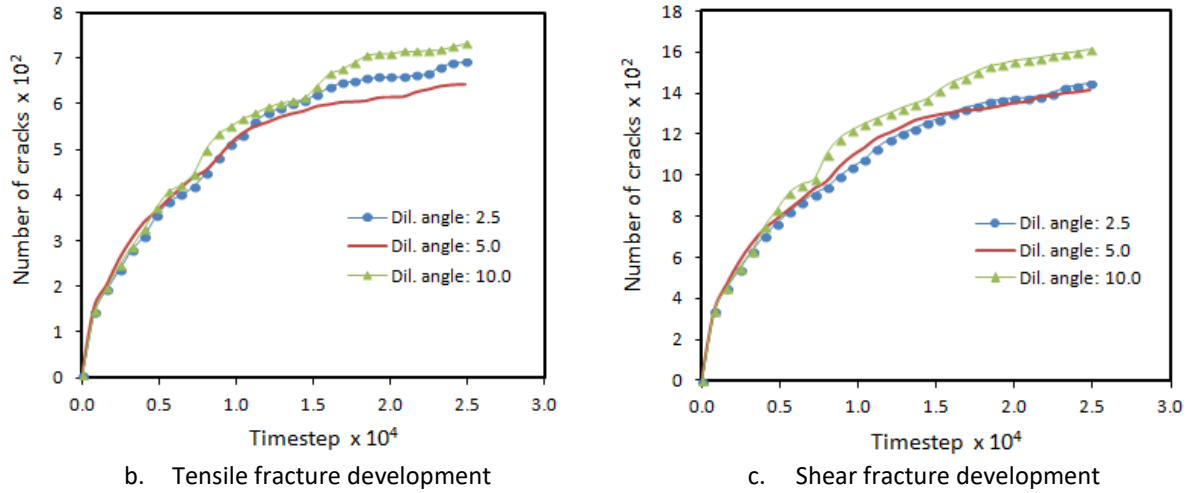 8
7
6
5
4
3
2
1
0
Number of cracks x 10²
Dil. angle: 2.5
Dil. angle: 5.0
Dil. angle: 10.0
0.0 0.5 1.0 1.5 2.0 2.5 3.0
Timestep x 10⁴
b. Tensile fracture development
18
16
14
12
10
8
6
4
2
0
Number of cracks x 10²
Dil. angle: 2.5
Dil. angle: 5.0
Dil. angle: 10.0
0.0 0.5 1.0 1.5 2.0 2.5 3.0
Timestep x 10⁴
c. Shear fracture development